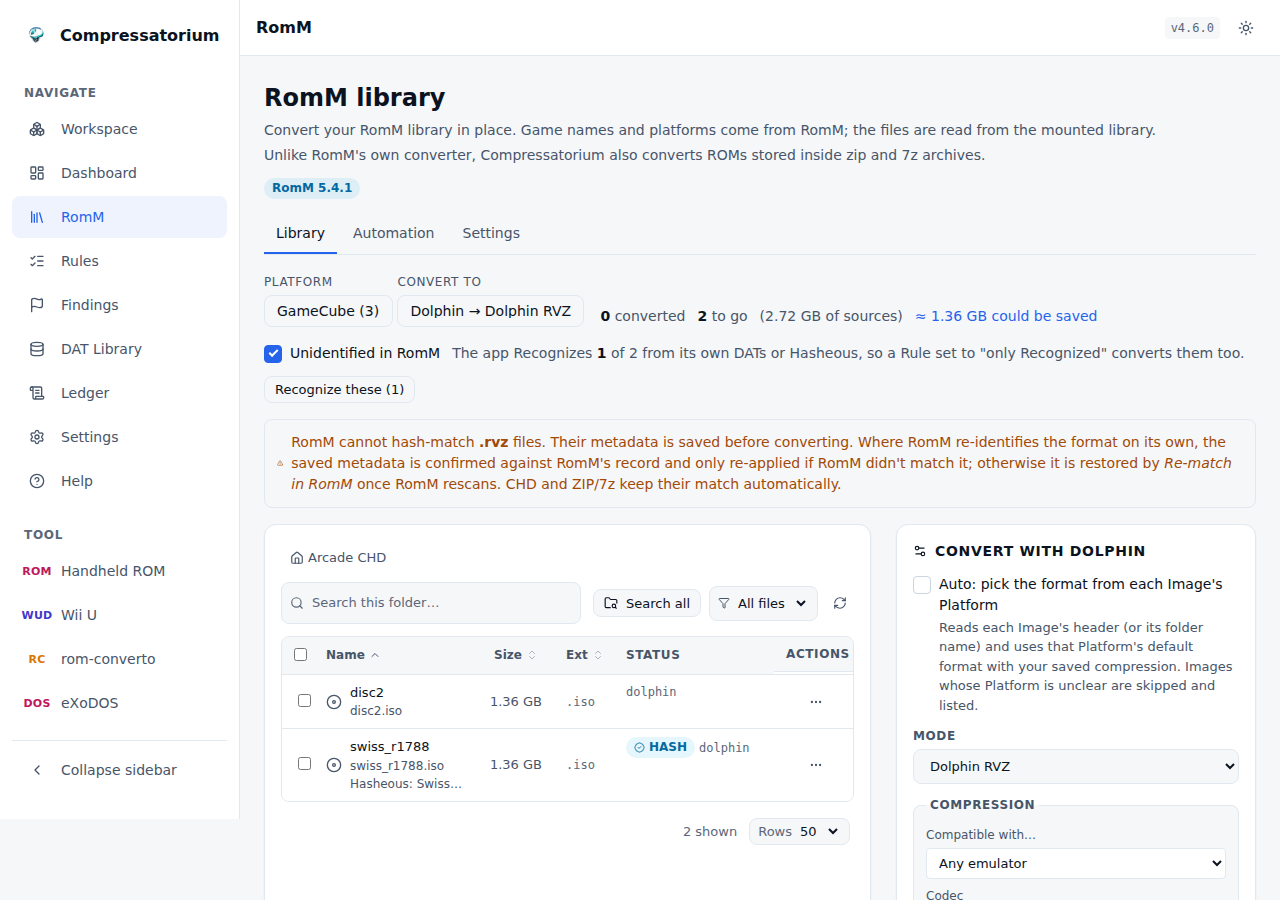 Compressatorium
RomM
v4.6.0
NAVIGATE
Workspace
Dashboard
RomM
Rules
Findings
DAT Library
Ledger
Settings
Help
TOOL
ROM Handheld ROM
WUD Wii U
RC rom-converto
DOS eXoDOS
Collapse sidebar
RomM library
Convert your RomM library in place. Game names and platforms come from RomM; the files are read from the mounted library.
Unlike RomM's own converter, Compressatorium also converts ROMs stored inside zip and 7z archives.
RomM 5.4.1
Library Automation Settings
PLATFORM CONVERT TO
GameCube (3) Dolphin → Dolphin RVZ 0 converted 2 to go (2.72 GB of sources) ≈ 1.36 GB could be saved
Unidentified in RomM The app Recognizes 1 of 2 from its own DATs or Hasheous, so a Rule set to "only Recognized" converts them too.
Recognize these (1)
RomM cannot hash-match .rvz files. Their metadata is saved before converting. Where RomM re-identifies the format on its own, the
saved metadata is confirmed against RomM's record and only re-applied if RomM didn't match it; otherwise it is restored by Re-match
in RomM once RomM rescans. CHD and ZIP/7z keep their match automatically.
Arcade CHD
Search this folder… Search all All files
Name Size Ext STATUS ACTIONS
disc2 dolphin
disc2.iso 1.36 GB .iso ···
swiss_r1788 HASH dolphin
swiss_r1788.iso 1.36 GB .iso ···
Hasheous: Swiss…
2 shown Rows 50
CONVERT WITH DOLPHIN
Auto: pick the format from each Image's
Platform
Reads each Image's header (or its folder
name) and uses that Platform's default
format with your saved compression. Images
whose Platform is unclear are skipped and
listed.
MODE
Dolphin RVZ
COMPRESSION
Compatible with…
Any emulator
Codec